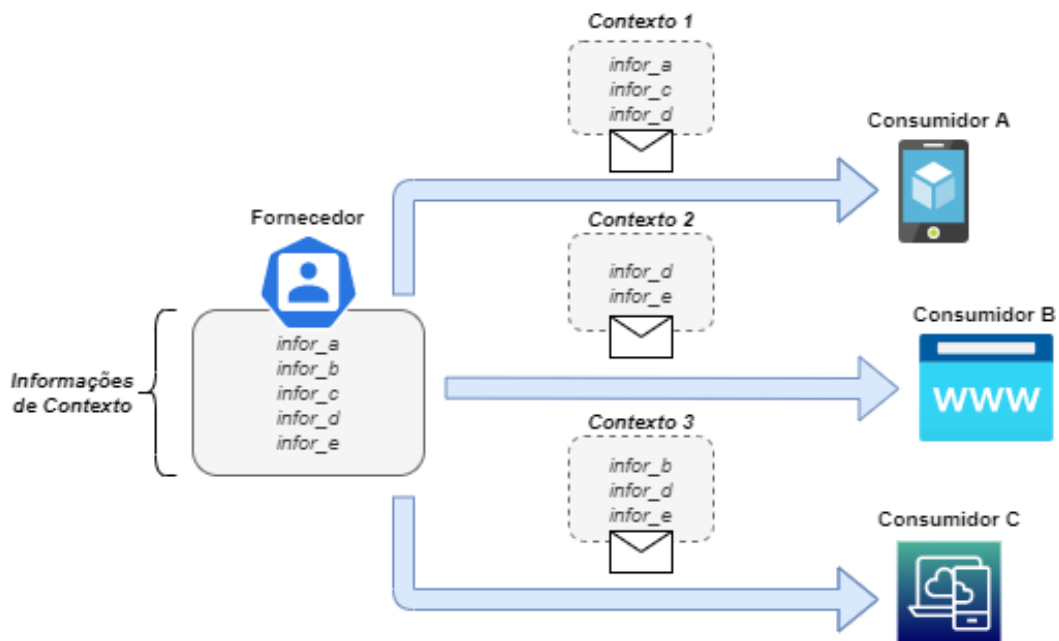 Contexto 1
infor_a
infor_c
infor_d
Consumidor A
Fornecedor
Contexto 2
infor_d
infor_e
Consumidor B
WWW
Informações
de Contexto
infor_a
infor_b
infor_c
infor_d
infor_e
Contexto 3
infor_b
infor_d
infor_e
Consumidor C